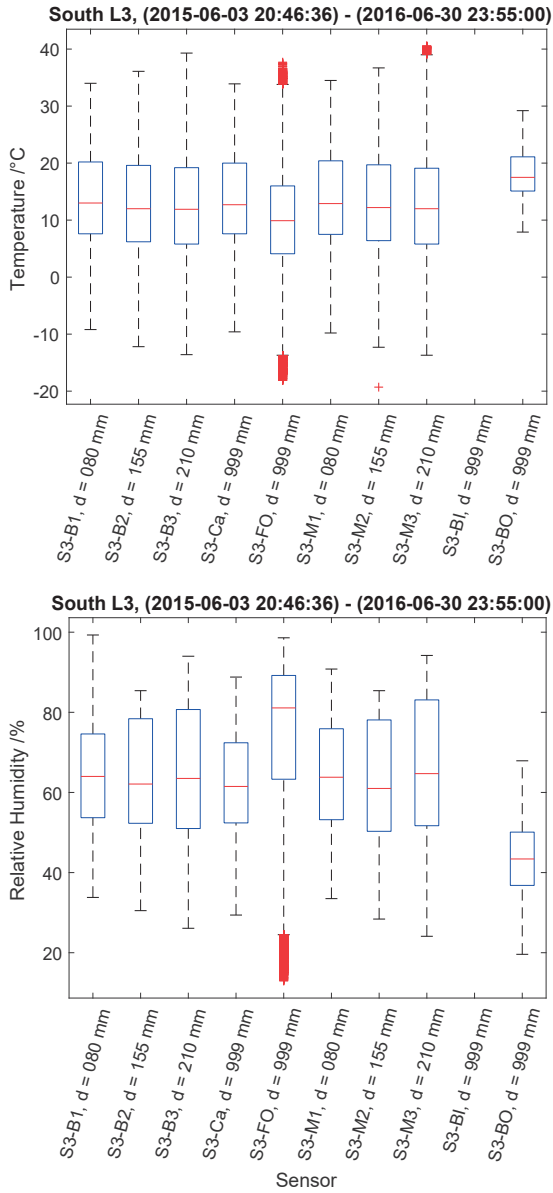 South L3, (2015-06-03 20:46:36) - (2016-06-30 23:55:00)
40
30
20
10
0
-10
-20
Temperature /°C
S3-B1, d = 080 mm
S3-B2, d = 155 mm
S3-B3, d = 210 mm
S3-Ca, d = 999 mm
S3-FO, d = 999 mm
S3-M1, d = 080 mm
S3-M2, d = 155 mm
S3-M3, d = 210 mm
S3-BI, d = 999 mm
S3-BO, d = 999 mm
South L3, (2015-06-03 20:46:36) - (2016-06-30 23:55:00)
100
80
60
40
20
Relative Humidity /%
S3-B1, d = 080 mm
S3-B2, d = 155 mm
S3-B3, d = 210 mm
S3-Ca, d = 999 mm
S3-FO, d = 999 mm
S3-M1, d = 080 mm
S3-M2, d = 155 mm
S3-M3, d = 210 mm
S3-BI, d = 999 mm
S3-BO, d = 999 mm
Sensor